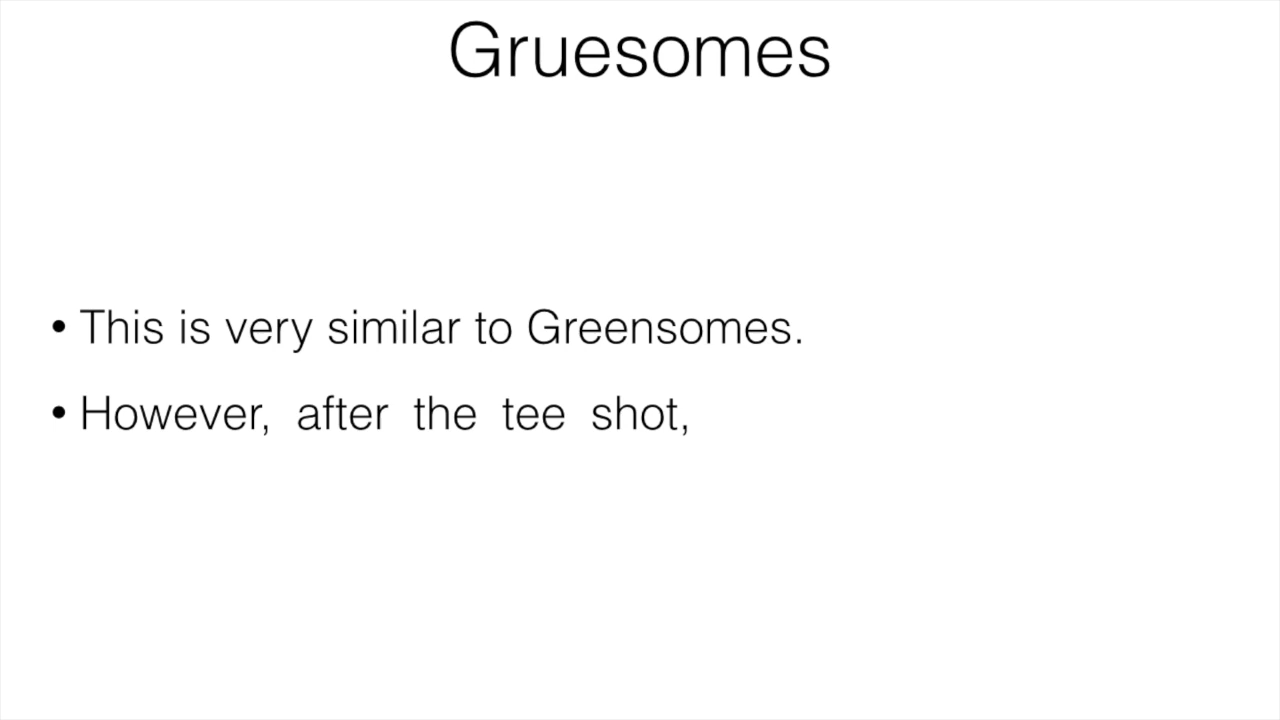 Gruesomes
• This is very similar to Greensomes.
• However, after the tee shot,